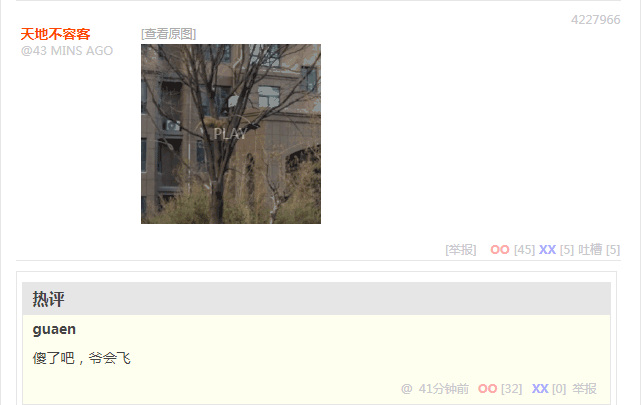 4227966
天地不容客
@43 MINS AGO
[查看原图]
PLAY
[举报] OO [45] XX [5] 吐槽 [5]
热评
guaen
傻了吧，爷会飞
@ 41分钟前 OO [32] XX [0] 举报